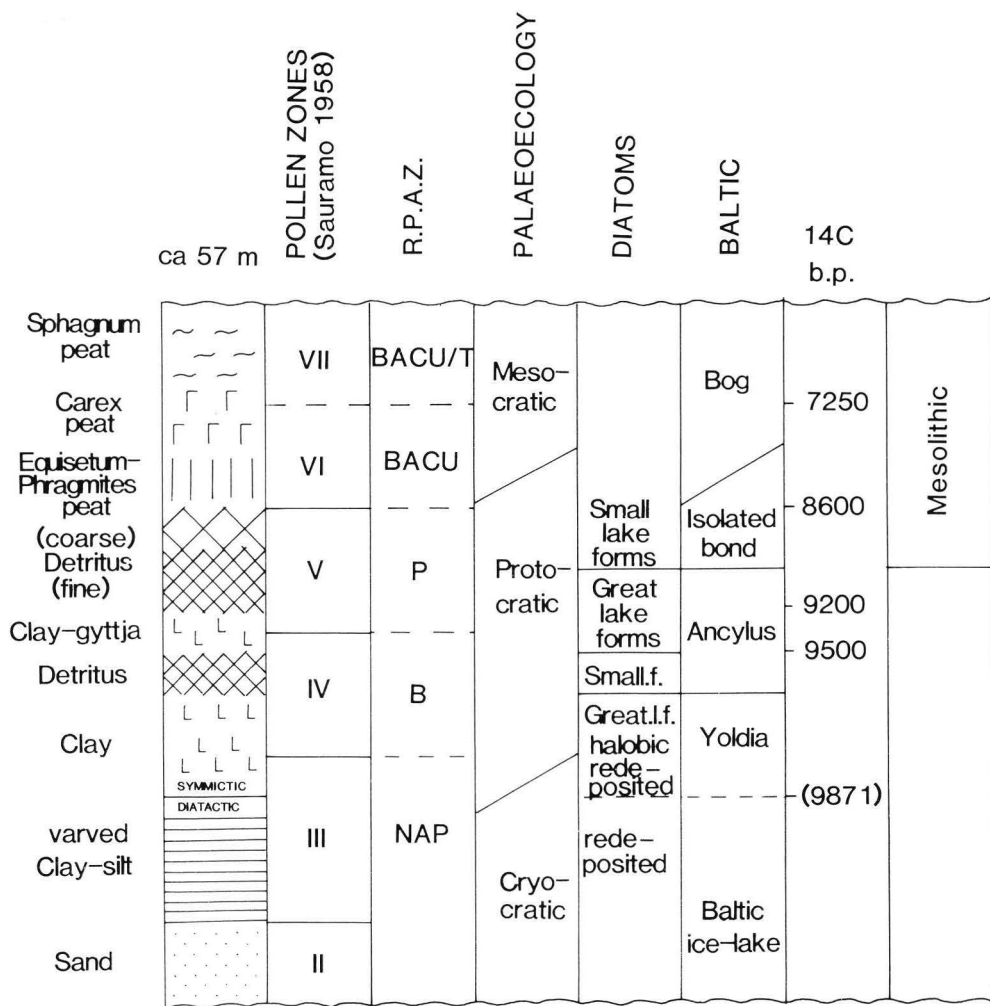 ca 57 m
POLLEN ZONES
(Sauramo 1958)
R.P.A.Z.
PALAEOECOLOGY
DIATOMS
BALTIC
14C
b.p.
Sphagnum
peat
Carex
peat
Equisetum-
Phragmites
peat
(coarse)
Detritus
(fine)
Clay-gyttja
Detritus
Clay
varved
Clay-silt
Sand
SYMMICTIC
DIATACTIC
VII
VI
V
IV
III
II
BACU/T
BACU
P
B
NAP
Meso-
cratic
Proto-
cratic
Cryo-
cratic
Small
lake
forms
Great
lake
forms
Small.f.
Great.l.f.
halobic
rede-
posited
rede-
posited
Bog
Isolated
bond
Ancylus
Yoldia
Baltic
ice-lake
7250
8600
9200
9500
(9871)
Mesolithic